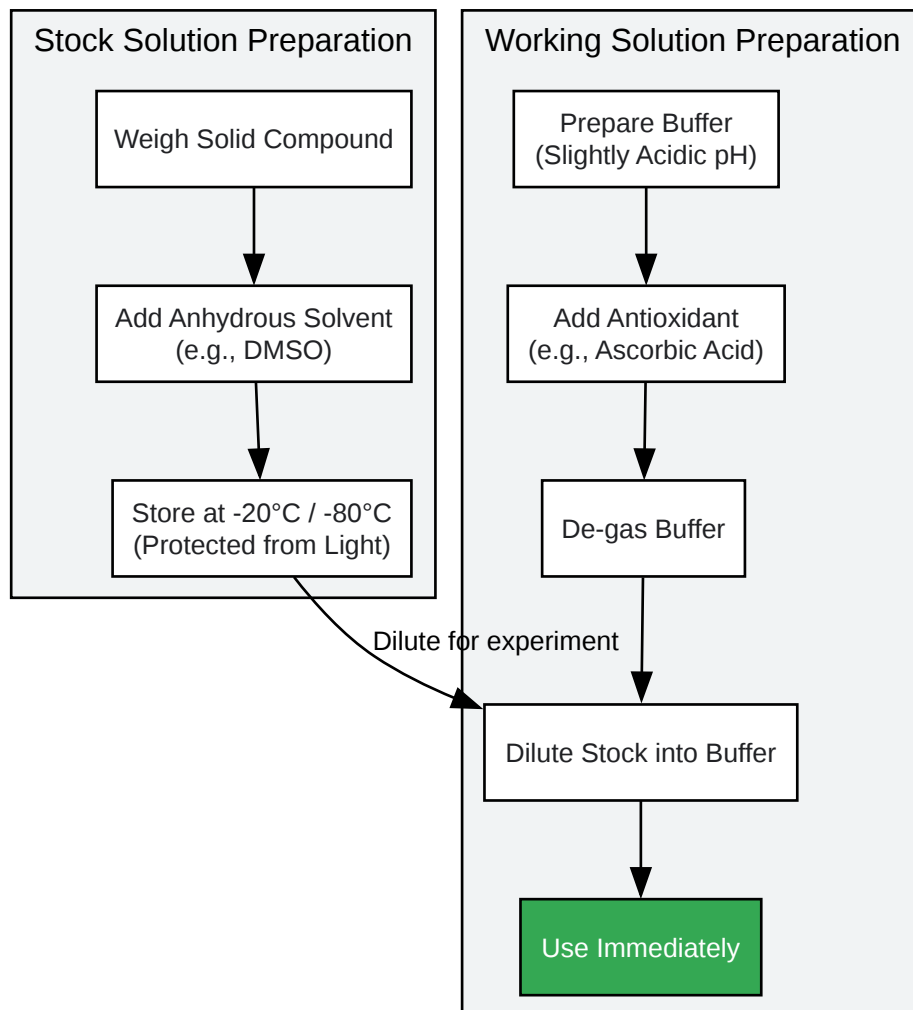 Stock Solution Preparation
Weigh Solid Compound
Add Anhydrous Solvent
(e.g., DMSO)
Store at -20°C / -80°C
(Protected from Light)
Dilute for experiment
Working Solution Preparation
Prepare Buffer
(Slightly Acidic pH)
Add Antioxidant
(e.g., Ascorbic Acid)
De-gas Buffer
Dilute Stock into Buffer
Use Immediately